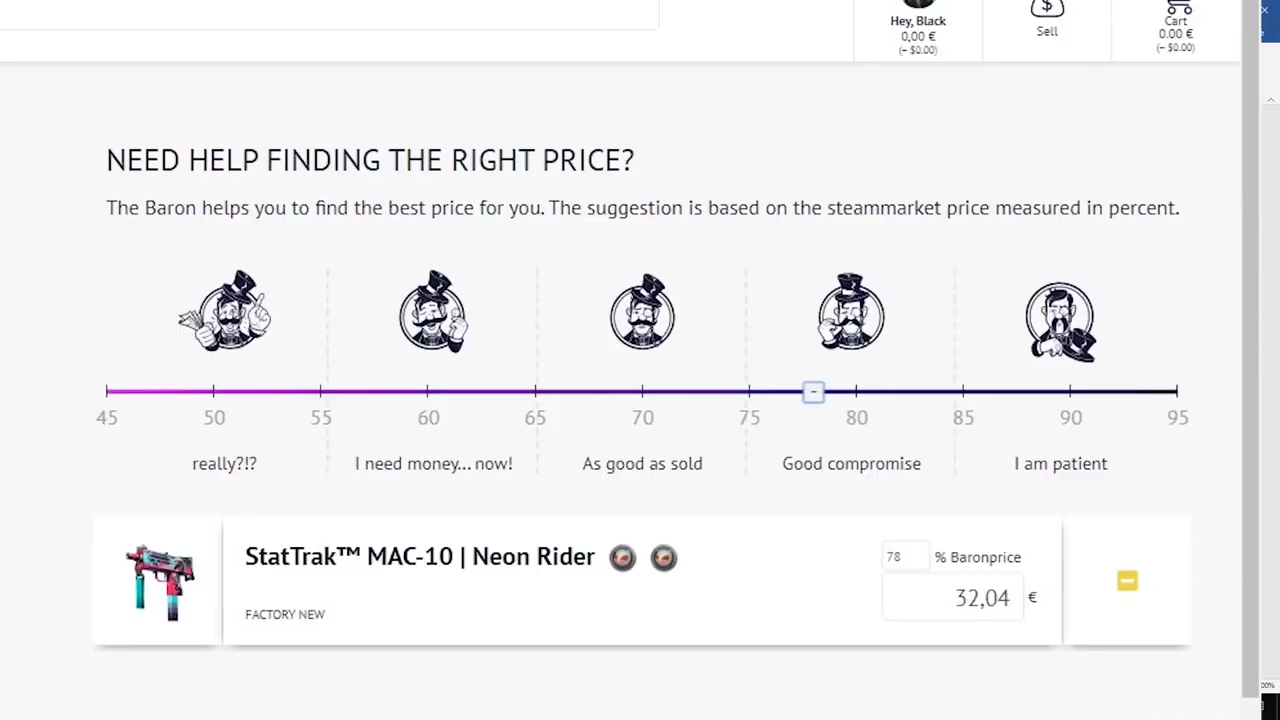 Hey, Black
0,00 €
(~ $0.00)
Sell
Cart
0.00 €
(~ $0.00)
NEED HELP FINDING THE RIGHT PRICE?
The Baron helps you to find the best price for you. The suggestion is based on the steammarket price measured in percent.
45 50 55 60 65 70 75 80 85 90 95
really?!? I need money... now! As good as sold Good compromise I am patient
StatTrak™ MAC-10 | Neon Rider
78 % Baronprice
32,04 €
FACTORY NEW